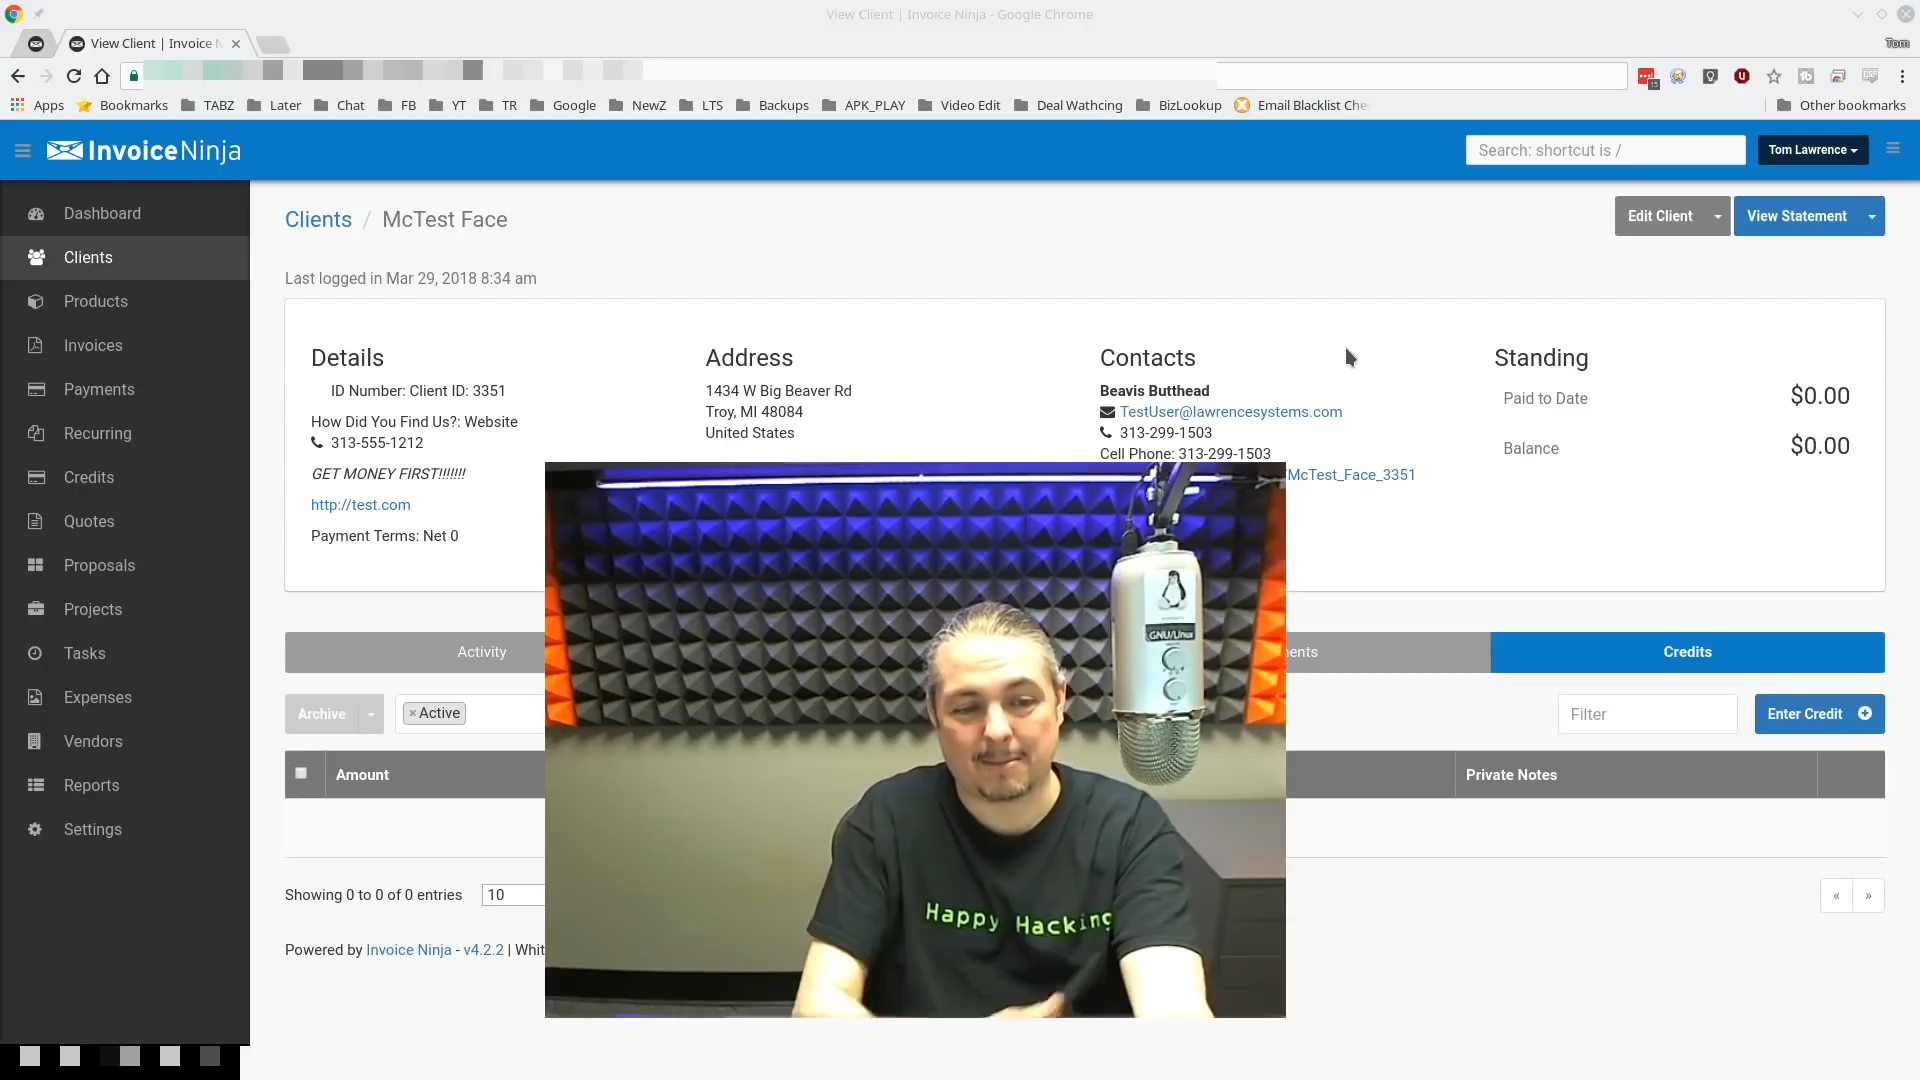 View Client | Invoice Ninja - Google Chrome
View Client | Invoice N
Tom
Apps Bookmarks TABZ Later Chat FB YT TR Google NewZ LTS Backups APK_PLAY Video Edit Deal Wathcing BizLookup Email Blacklist Che Other bookmarks
InvoiceNinja
Search: shortcut is /
Tom Lawrence
Dashboard
Clients
Products
Invoices
Payments
Recurring
Credits
Quotes
Proposals
Projects
Tasks
Expenses
Vendors
Reports
Settings
Clients / McTest Face
Edit Client
View Statement
Last logged in Mar 29, 2018 8:34 am
Details
ID Number: Client ID: 3351
How Did You Find Us?: Website
313-555-1212
GET MONEY FIRST!!!!!!!
http://test.com
Payment Terms: Net 0
Address
1434 W Big Beaver Rd
Troy, MI 48084
United States
Contacts
Beavis Butthead
TestUser@lawrencesystems.com
313-299-1503
Cell Phone: 313-299-1503
/McTest_Face_3351
Standing
Paid to Date $0.00
Balance $0.00
Activity
ents
Credits
Archive
×Active
Filter
Enter Credit
Amount
Private Notes
Showing 0 to 0 of 0 entries 10
« »
Powered by Invoice Ninja - v4.2.2 | Whit
GNU/Linux
Happy Hacking